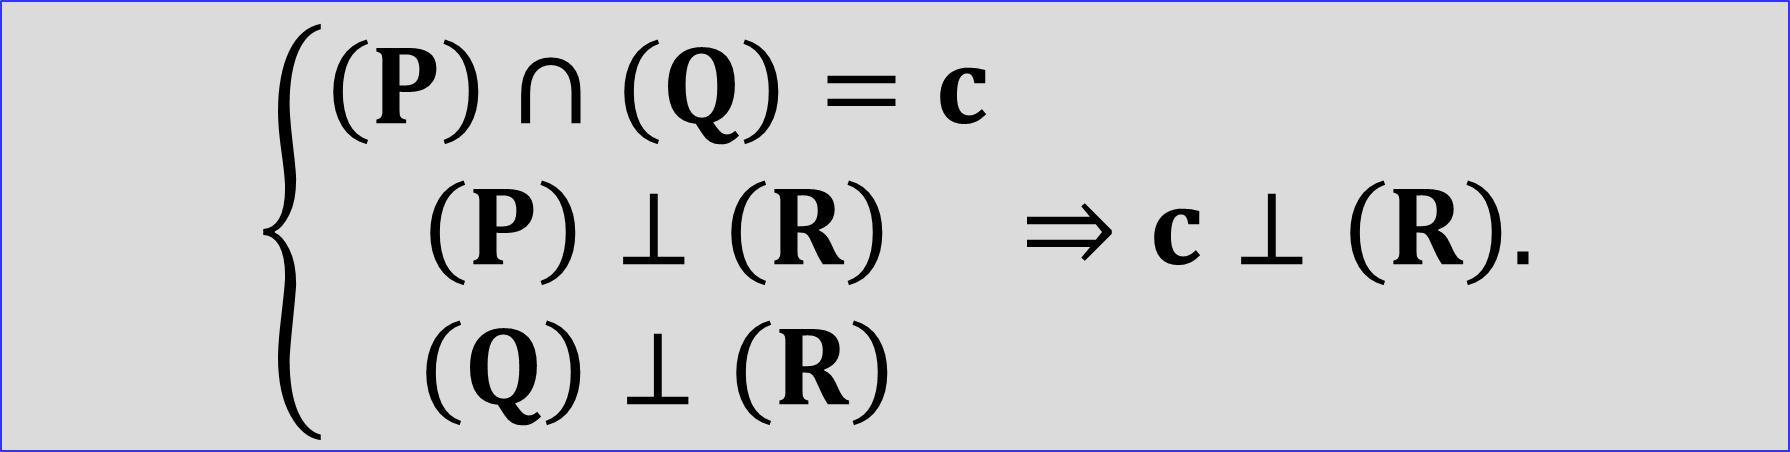 (P) ∩ (Q) = c
(P) ⊥ (R) ⇒ c ⊥ (R).
(Q) ⊥ (R)